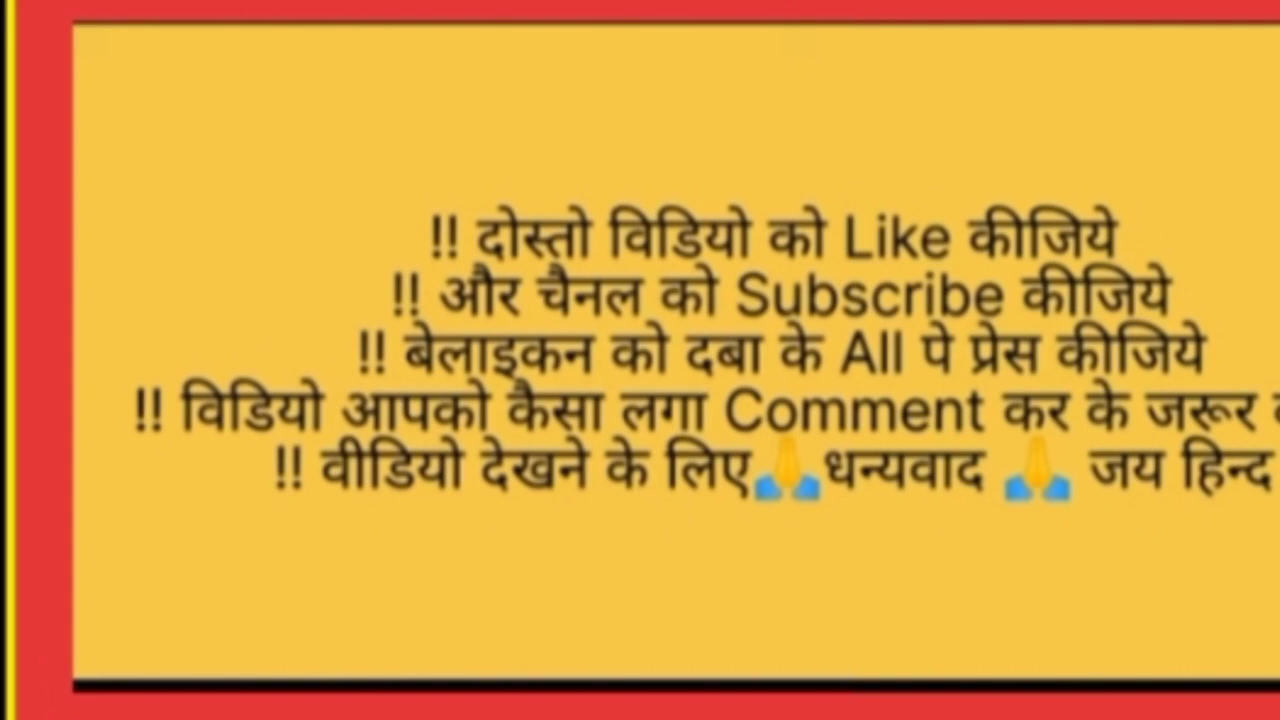 !! दोस्तो विडियो को Like कीजिये
!! और चैनल को Subscribe कीजिये
!! बेलाइकन को दबा के All पे प्रेस कीजिये
!! विडियो आपको कैसा लगा Comment कर के जरूर
!! वीडियो देखने के लिए🙏धन्यवाद 🙏 जय हिन्द